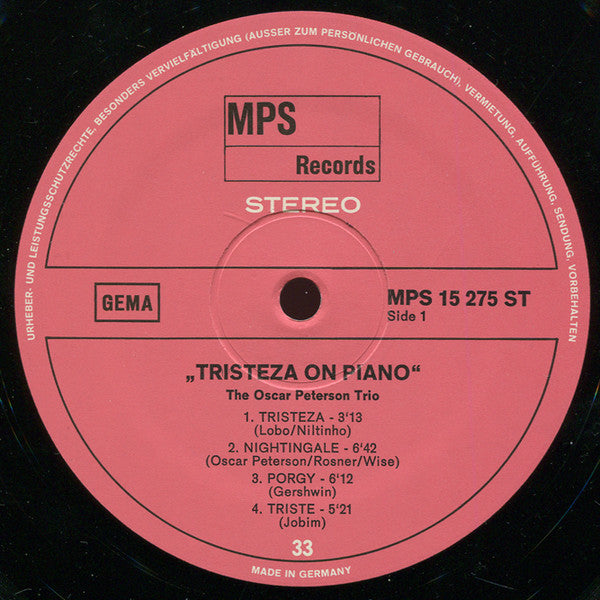 URHEBER- UND LEISTUNGSSCHUTZRECHTE, BESONDERS VERVIELFÄLTIGUNG (AUSSER ZUM PERSÖNLICHEN GEBRAUCH), VERMIETUNG, AUFFÜHRUNG, SENDUNG, VORBEHALTEN
MPS
Records
STEREO
GEMA
MPS 15 275 ST
Side 1
„TRISTEZA ON PIANO“
The Oscar Peterson Trio
1. TRISTEZA - 3‘13
(Lobo/Niltinho)
2. NIGHTINGALE - 6‘42
(Oscar Peterson/Rosner/Wise)
3. PORGY - 6‘12
(Gershwin)
4. TRISTE - 5‘21
(Jobim)
33
MADE IN GERMANY